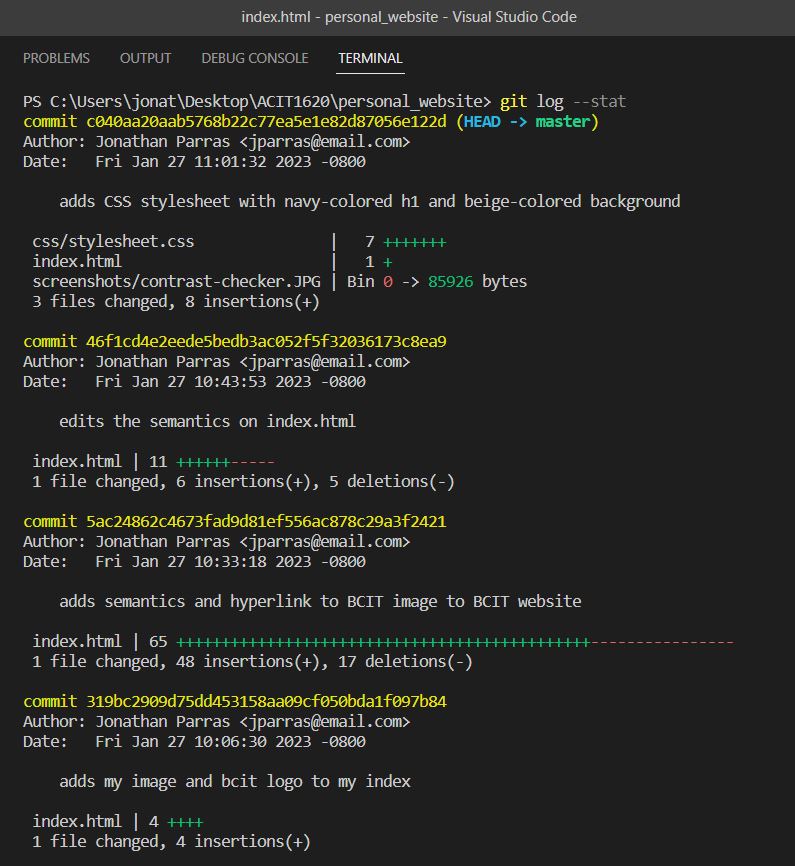 index.html - personal_website - Visual Studio Code
PROBLEMS OUTPUT DEBUG CONSOLE TERMINAL
PS C:\Users\jonat\Desktop\ACIT1620\personal_website> git log --stat
commit c040aa20aab5768b22c77ea5e1e82d87056e122d (HEAD -> master)
Author: Jonathan Parras <jparras@email.com>
Date:   Fri Jan 27 11:01:32 2023 -0800
    adds CSS stylesheet with navy-colored h1 and beige-colored background
 css/stylesheet.css               |   7 +++++++
 index.html                       |   1 +
 screenshots/contrast-checker.JPG | Bin 0 -> 85926 bytes
 3 files changed, 8 insertions(+)
commit 46f1cd4e2eede5bedb3ac052f5f32036173c8ea9
Author: Jonathan Parras <jparras@email.com>
Date:   Fri Jan 27 10:43:53 2023 -0800
    edits the semantics on index.html
 index.html | 11 ++++++-----
 1 file changed, 6 insertions(+), 5 deletions(-)
commit 5ac24862c4673fad9d81ef556ac878c29a3f2421
Author: Jonathan Parras <jparras@email.com>
Date:   Fri Jan 27 10:33:18 2023 -0800
    adds semantics and hyperlink to BCIT image to BCIT website
 index.html | 65 ++++++++++++++++++++++++++++++++++++++++++++++----------------
 1 file changed, 48 insertions(+), 17 deletions(-)
commit 319bc2909d75dd453158aa09cf050bda1f097b84
Author: Jonathan Parras <jparras@email.com>
Date:   Fri Jan 27 10:06:30 2023 -0800
    adds my image and bcit logo to my index
 index.html | 4 ++++
 1 file changed, 4 insertions(+)